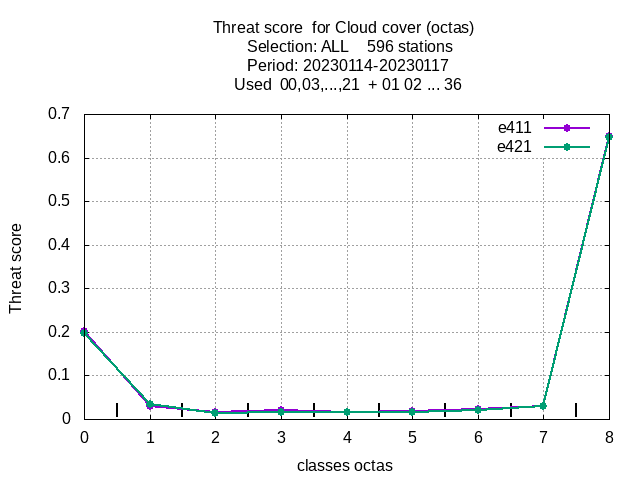 Threat score  for Cloud cover (octas)
Selection: ALL    596 stations
Period: 20230114-20230117
Used  00,03,...,21  + 01 02 ... 36
0.7
0.6
0.5
0.4
0.3
0.2
0.1
0
Threat score
e411
e421
0 1 2 3 4 5 6 7 8
classes octas